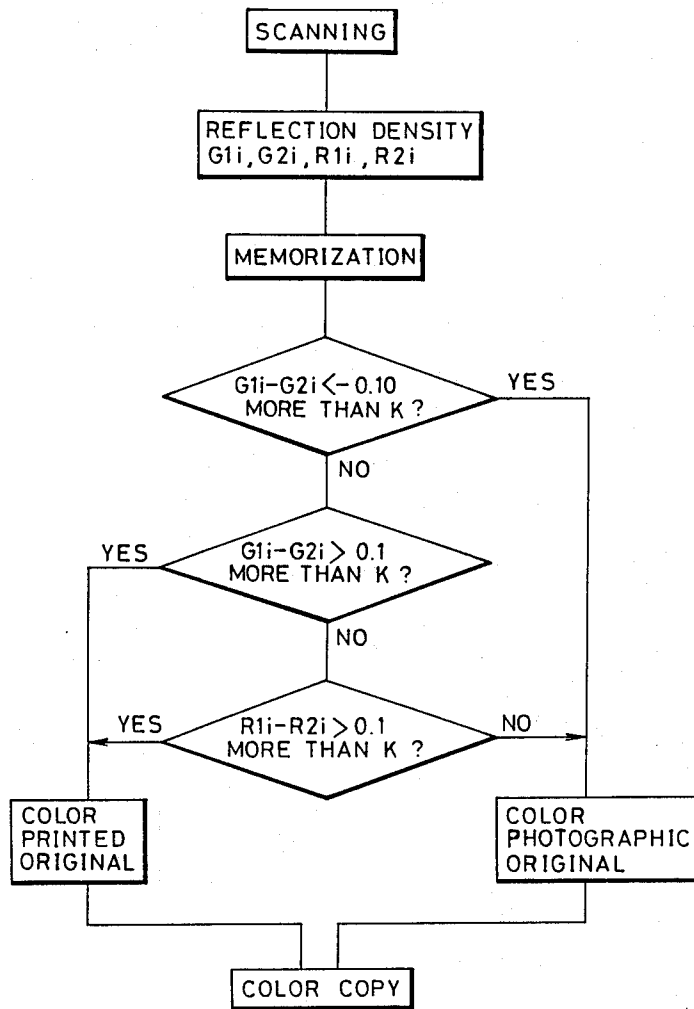 SCANNING
REFLECTION DENSITY
G1i, G2i, R1i, R2i
MEMORIZATION
G1i-G2i<-0.10
MORE THAN K ?
YES
NO
G1i-G2i>0.1
MORE THAN K ?
YES
NO
R1i-R2i>0.1
MORE THAN K ?
YES
NO
COLOR
PRINTED
ORIGINAL
COLOR
PHOTOGRAPHIC
ORIGINAL
COLOR COPY